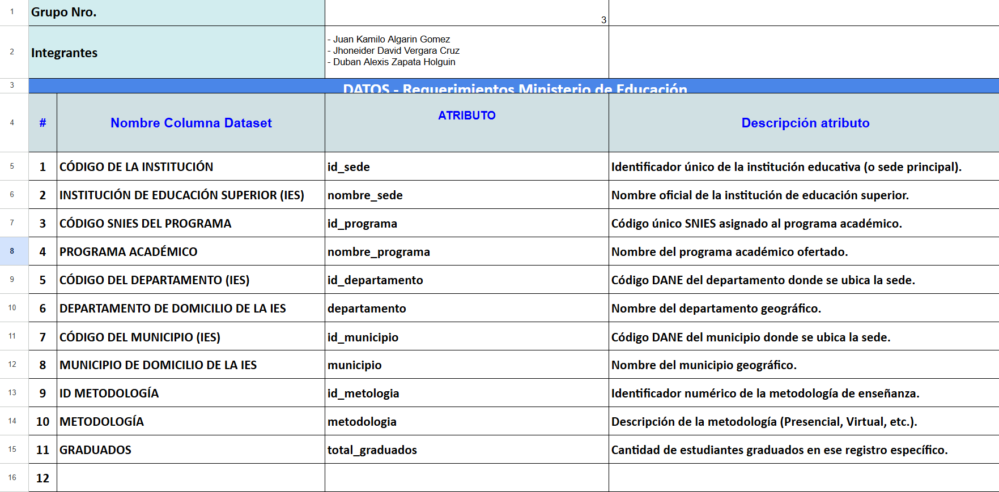 1 Grupo Nro. 3
2 Integrantes
- Juan Kamilo Algarin Gomez
- Jhoneider David Vergara Cruz
- Duban Alexis Zapata Holguin
3 DATOS - Requerimientos Ministerio de Educación
4 # Nombre Columna Dataset ATRIBUTO Descripción atributo
5 1 CÓDIGO DE LA INSTITUCIÓN id_sede Identificador único de la institución educativa (o sede principal).
6 2 INSTITUCIÓN DE EDUCACIÓN SUPERIOR (IES) nombre_sede Nombre oficial de la institución de educación superior.
7 3 CÓDIGO SNIES DEL PROGRAMA id_programa Código único SNIES asignado al programa académico.
8 4 PROGRAMA ACADÉMICO nombre_programa Nombre del programa académico ofertado.
9 5 CÓDIGO DEL DEPARTAMENTO (IES) id_departamento Código DANE del departamento donde se ubica la sede.
10 6 DEPARTAMENTO DE DOMICILIO DE LA IES departamento Nombre del departamento geográfico.
11 7 CÓDIGO DEL MUNICIPIO (IES) id_municipio Código DANE del municipio donde se ubica la sede.
12 8 MUNICIPIO DE DOMICILIO DE LA IES municipio Nombre del municipio geográfico.
13 9 ID METODOLOGÍA id_metologia Identificador numérico de la metodología de enseñanza.
14 10 METODOLOGÍA metodologia Descripción de la metodología (Presencial, Virtual, etc.).
15 11 GRADUADOS total_graduados Cantidad de estudiantes graduados en ese registro específico.
16 12